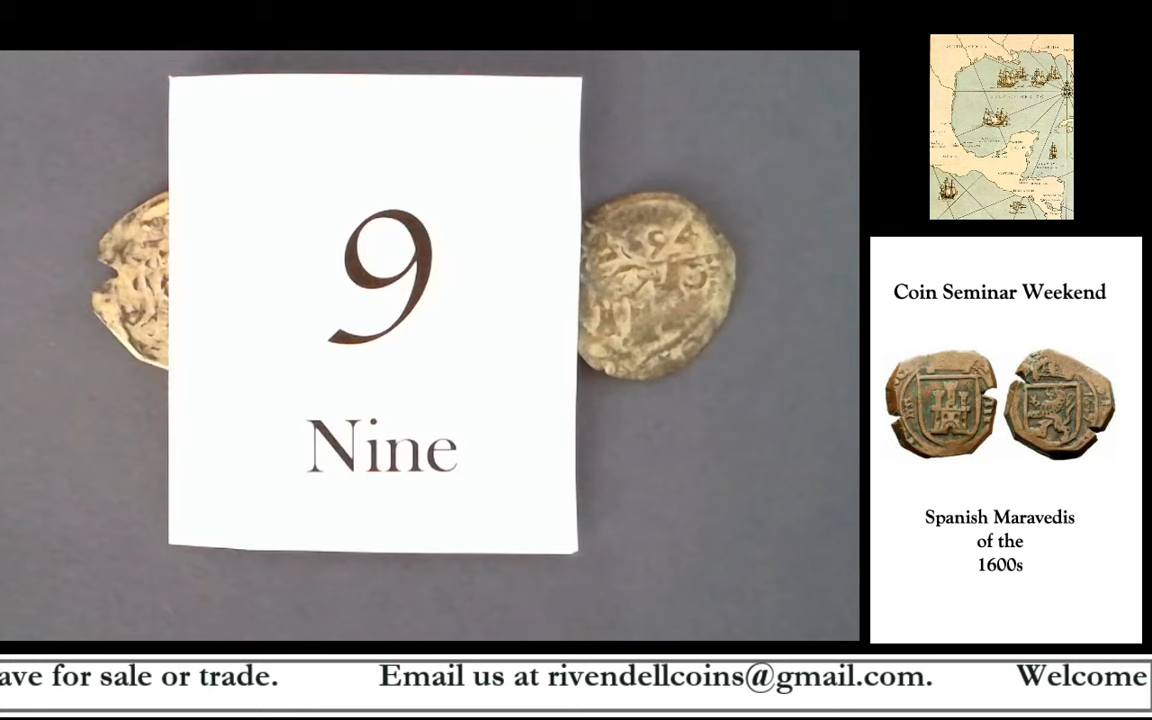 9
Nine
Coin Seminar Weekend
Spanish Maravedis
of the
1600s
ave for sale or trade. Email us at rivendellcoins@gmail.com. Welcome